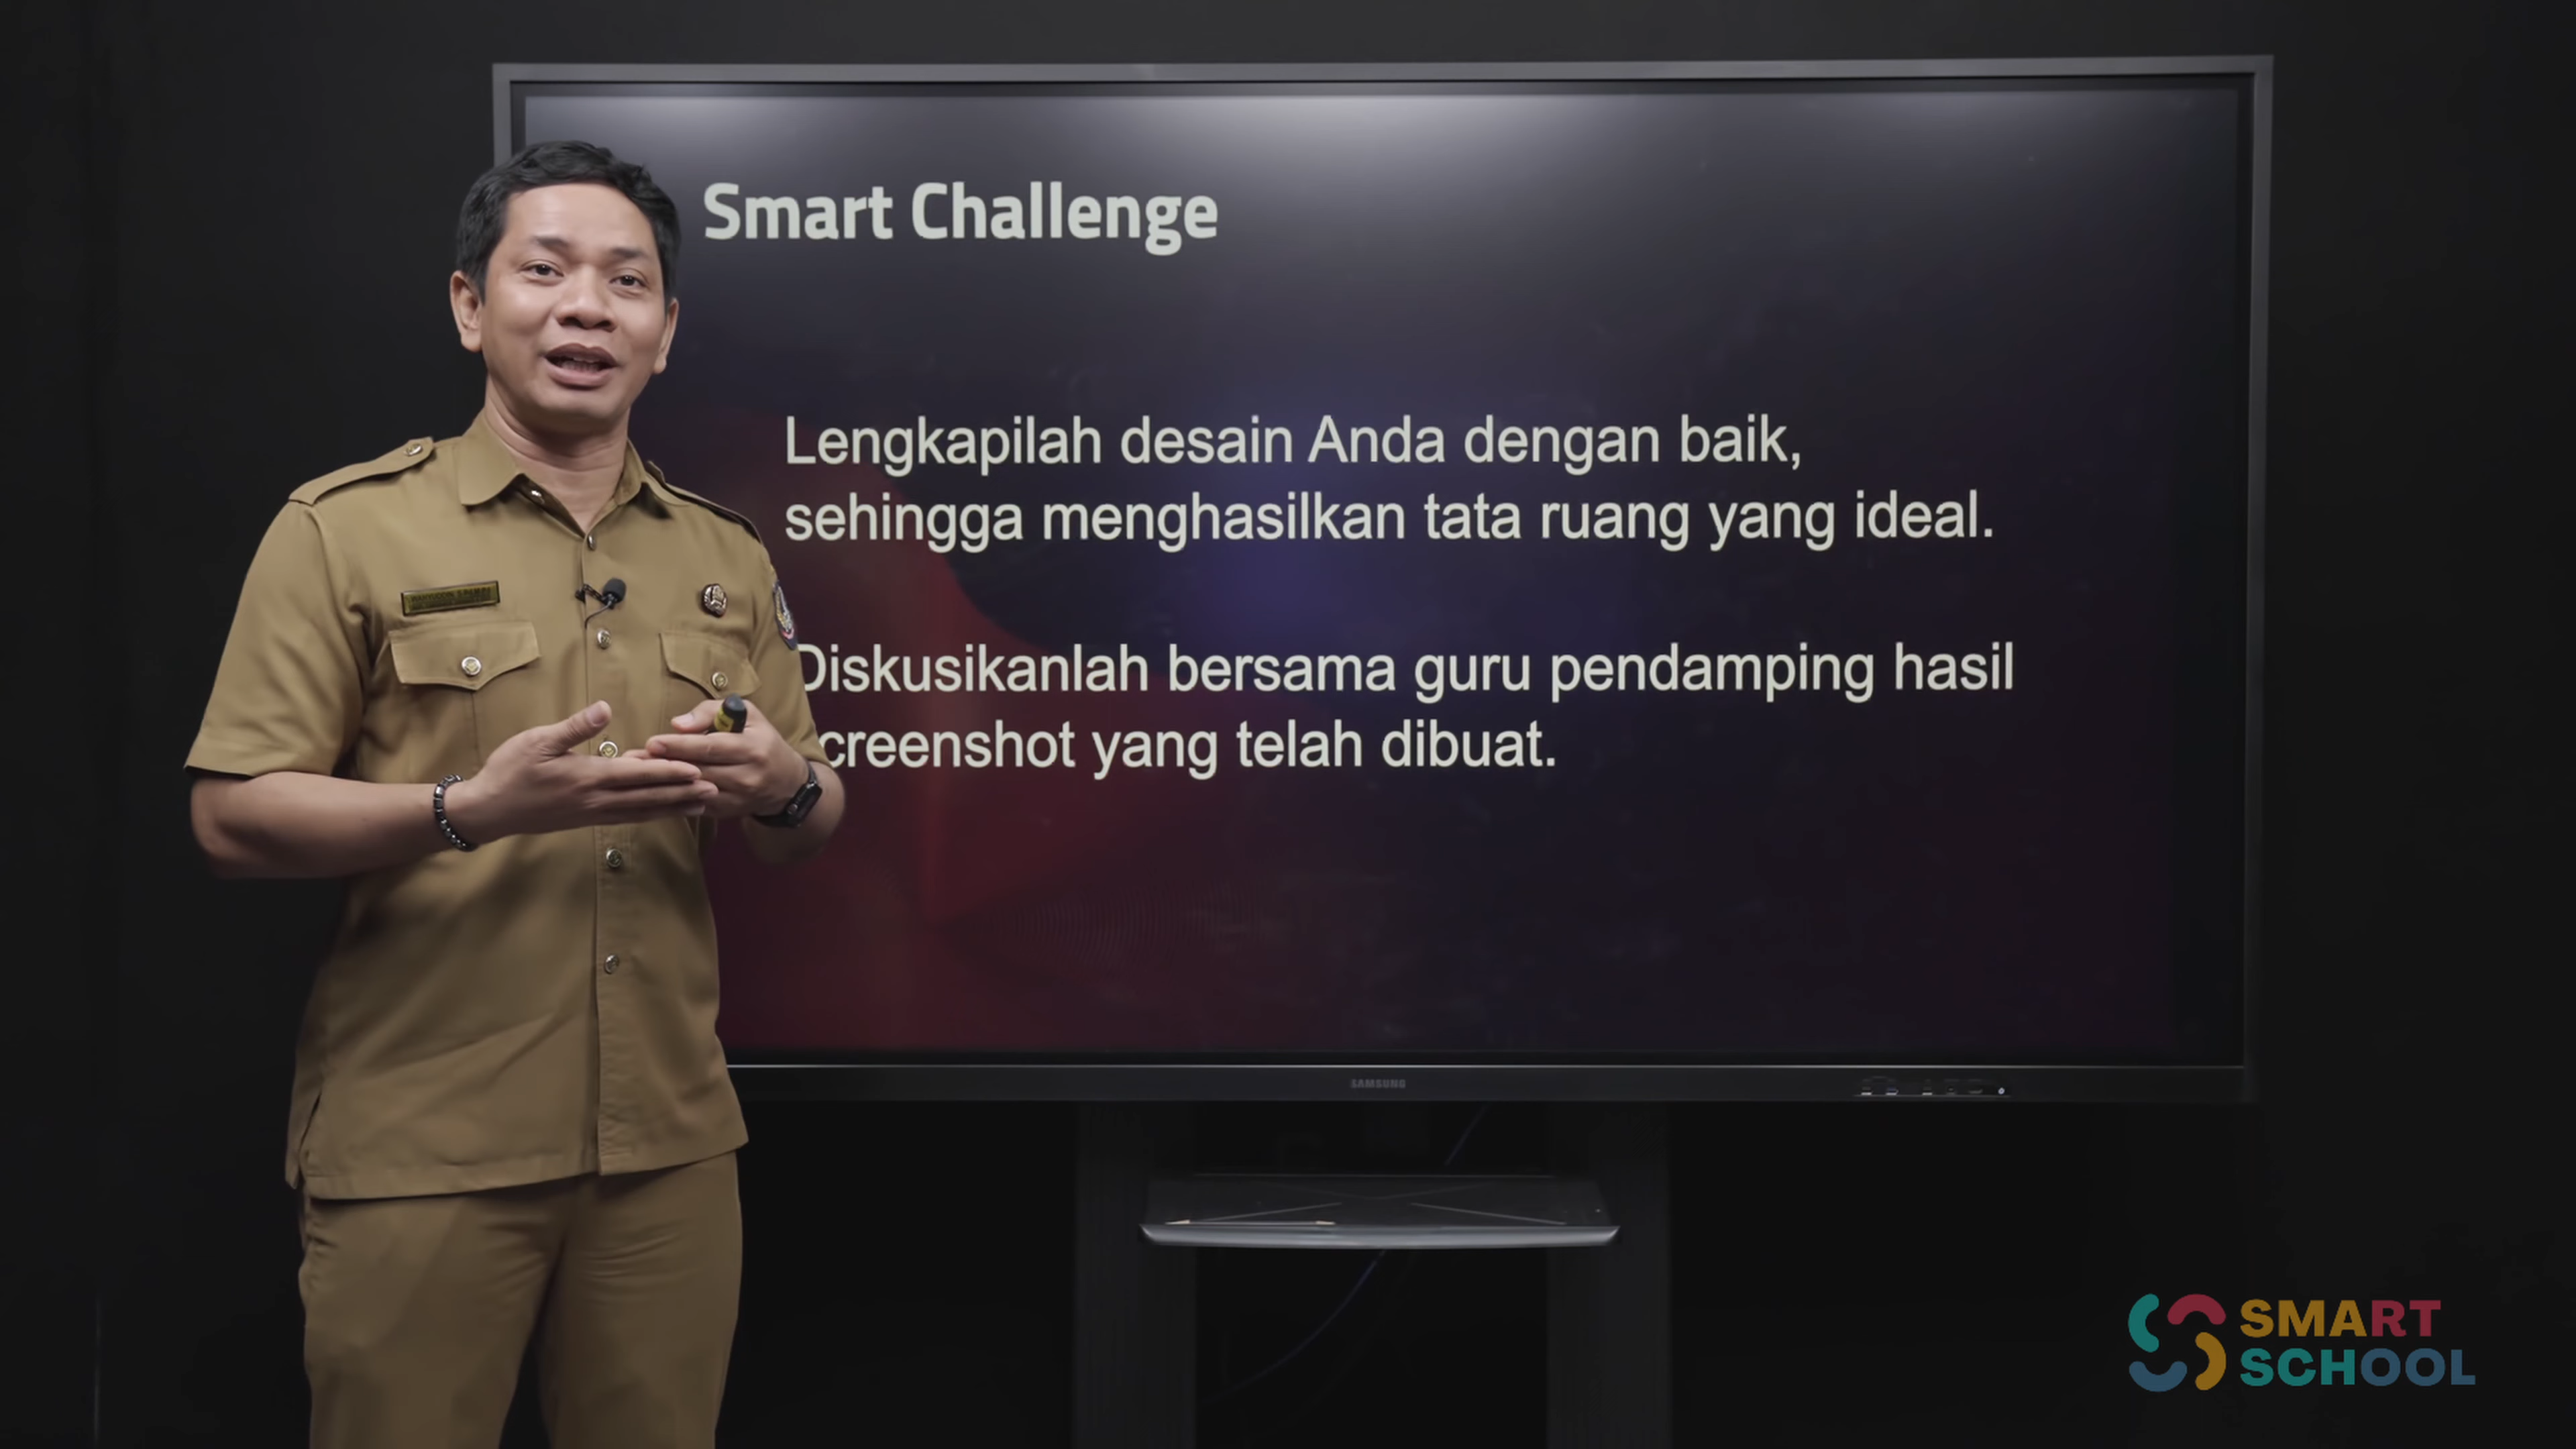 Smart Challenge
Lengkapilah desain Anda dengan baik,
sehingga menghasilkan tata ruang yang ideal.
Diskusikanlah bersama guru pendamping hasil
creenshot yang telah dibuat.
SAMSUNG
SMART
SCHOOL